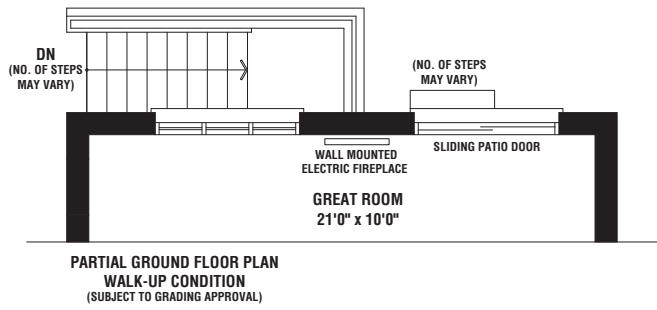 DN
(NO. OF STEPS
MAY VARY)
(NO. OF STEPS
MAY VARY)
WALL MOUNTED
ELECTRIC FIREPLACE
SLIDING PATIO DOOR
GREAT ROOM
21'0" x 10'0"
PARTIAL GROUND FLOOR PLAN
WALK-UP CONDITION
(SUBJECT TO GRADING APPROVAL)